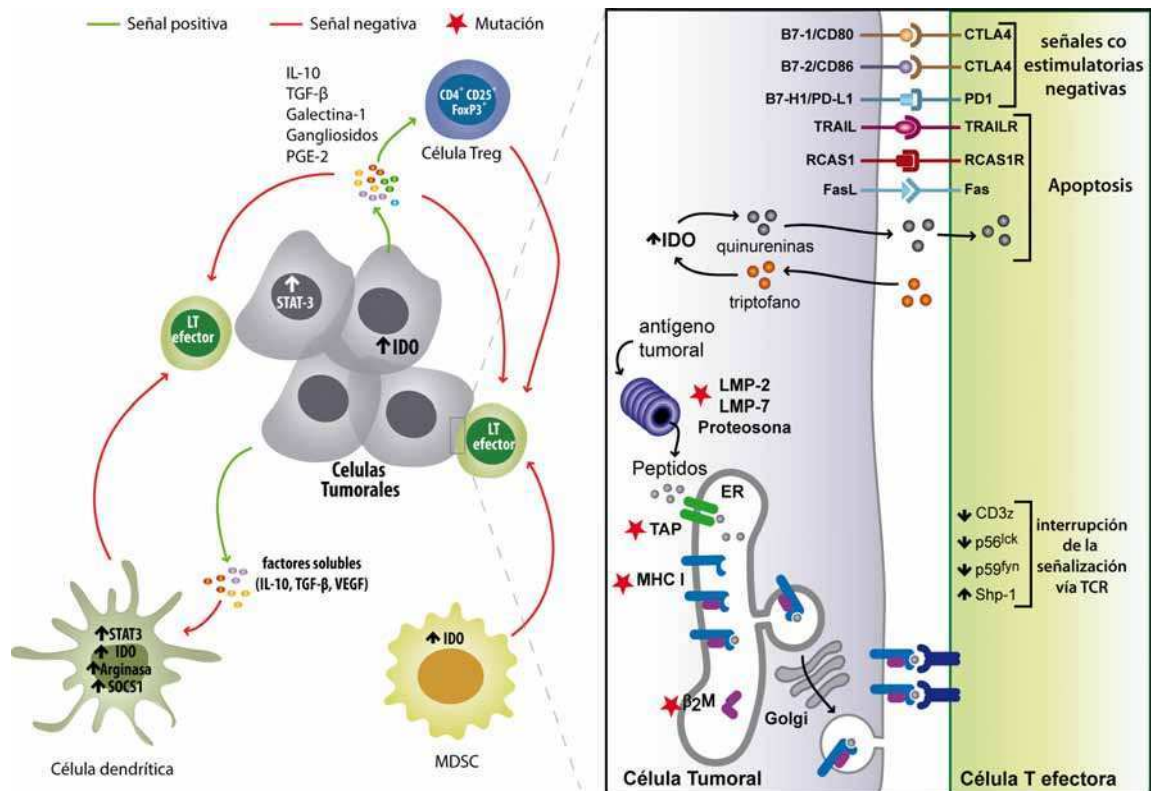 Señal positiva
Señal negativa
Mutación
IL-10
TGF-β
Galectina-1
Gangliosidos
PGE-2
CD4+ CD25+
FoxP3+
Célula Treg
STAT-3
LT
efector
IDO
LT
efector
Celulas
Tumorales
factores solubles
(IL-10, TGF-β, VEGF)
STAT3
IDO
Arginasa
SOCS1
Célula dendrítica
IDO
MDSC
B7-1/CD80
CTLA4
B7-2/CD86
CTLA4
B7-H1/PD-L1
PD1
señales co
estimulatorias
negativas
TRAIL
TRAILR
RCAS1
RCAS1R
FasL
Fas
Apoptosis
IDO
quinureninas
triptofano
antígeno
tumoral
LMP-2
LMP-7
Proteosona
Peptidos
ER
TAP
MHC I
β2M
Golgi
CD3z
p56lck
p59fyn
Shp-1
interrupción
de la
señalización
vía TCR
Célula Tumoral
Célula T efectora